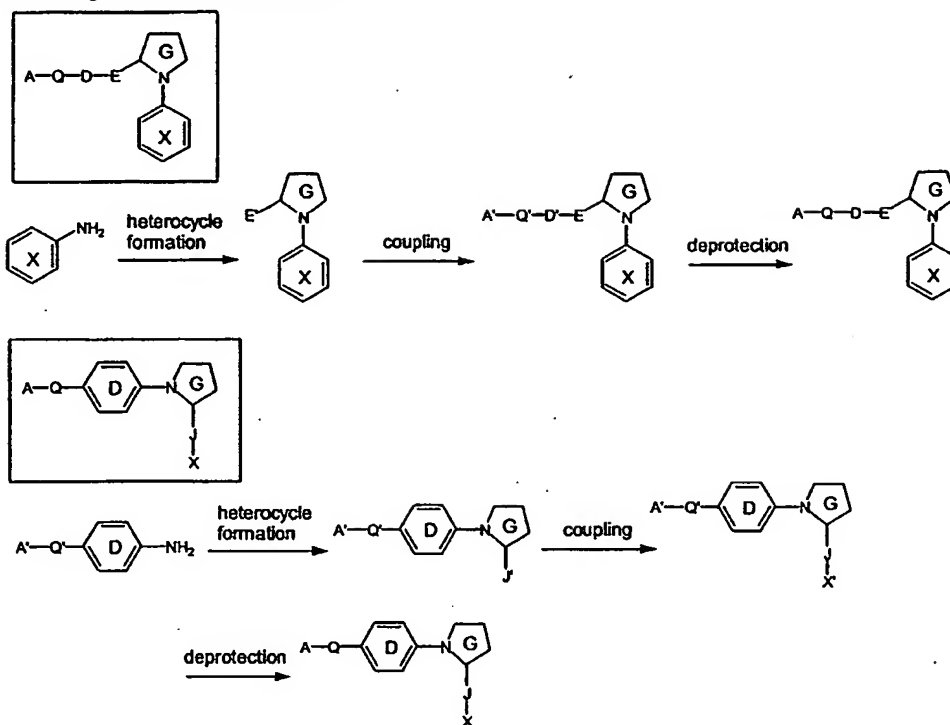 G
A-Q-D-E N
X
G
E N
X
G
A'-Q'-D'-E N
X
G
A-Q-D-E N
X
X NH2
heterocycle
formation
coupling
deprotection
A-Q D N G
J
X
A'-Q' D NH2
heterocycle
formation
A'-Q' D N G
J'
coupling
A'-Q' D N G
J
X'
deprotection
A-Q D N G
J
X